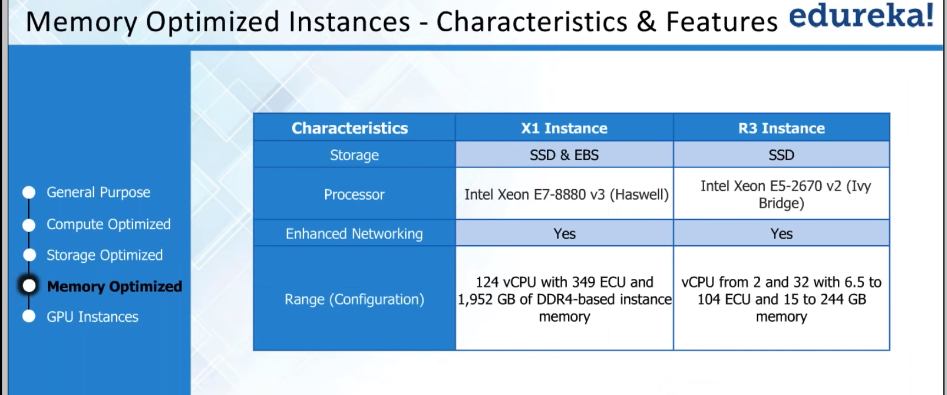 Memory Optimized Instances - Characteristics & Features
edureka!
General Purpose
Compute Optimized
Storage Optimized
Memory Optimized
GPU Instances
Characteristics X1 Instance R3 Instance
Storage SSD & EBS SSD
Processor Intel Xeon E7-8880 v3 (Haswell) Intel Xeon E5-2670 v2 (Ivy
Bridge)
Enhanced Networking Yes Yes
Range (Configuration)
124 vCPU with 349 ECU and
1,952 GB of DDR4-based instance
memory
vCPU from 2 and 32 with 6.5 to
104 ECU and 15 to 244 GB
memory